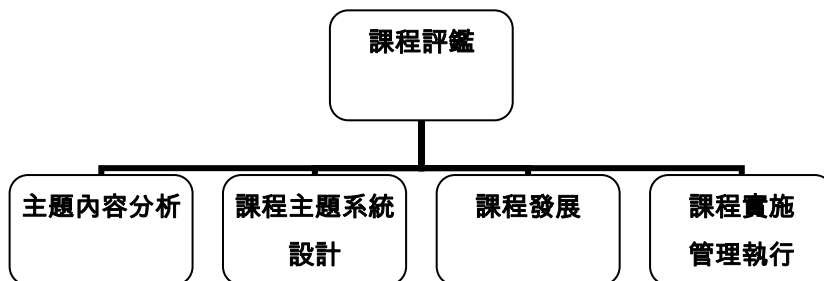 課程評鑑
主題內容分析
課程主題系統
設計
課程發展
課程實施
管理執行